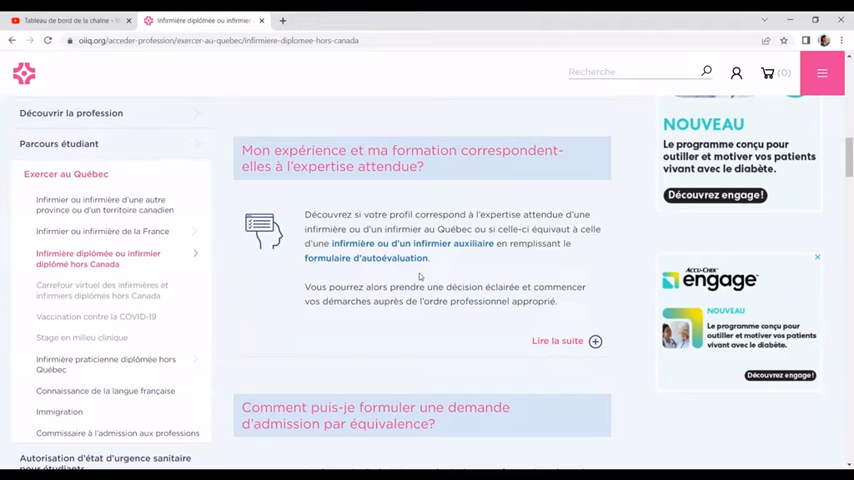 Tableau de bord de la chaîne - Y
Infirmière diplômée ou infirmier
oiiq.org/acceder-profession/exercer-au-quebec/infirmiere-diplomee-hors-canada
Recherche
(0)
Découvrir la profession
Parcours étudiant
Exercer au Québec
Infirmier ou infirmière d'une autre
province ou d'un territoire canadien
Infirmier ou infirmière de la France
Infirmière diplômée ou infirmier
diplômé hors Canada
Carrefour virtuel des infirmières et
infirmiers diplômés hors Canada
Vaccination contre la COVID-19
Stage en milieu clinique
Infirmière praticienne diplômée hors
Québec
Connaissance de la langue française
Immigration
Commissaire à l'admission aux professions
Autorisation d'état d'urgence sanitaire
pour étudiants
Mon expérience et ma formation correspondent-
elles à l'expertise attendue?
Découvrez si votre profil correspond à l'expertise attendue d'une
infirmière ou d'un infirmier au Québec ou si celle-ci équivaut à celle
d'une infirmière ou d'un infirmier auxiliaire en remplissant le
formulaire d'autoévaluation.
Vous pourrez alors prendre une décision éclairée et commencer
vos démarches auprès de l'ordre professionnel approprié.
Lire la suite
Comment puis-je formuler une demande
d'admission par équivalence?
NOUVEAU
Le programme conçu pour
outiller et motiver vos patients
vivant avec le diabète.
Découvrez engage!
ACCU-CHEK
engage
NOUVEAU
Le programme conçu pour
outiller et motiver vos patients
vivant avec le diabète.
Découvrez engage!